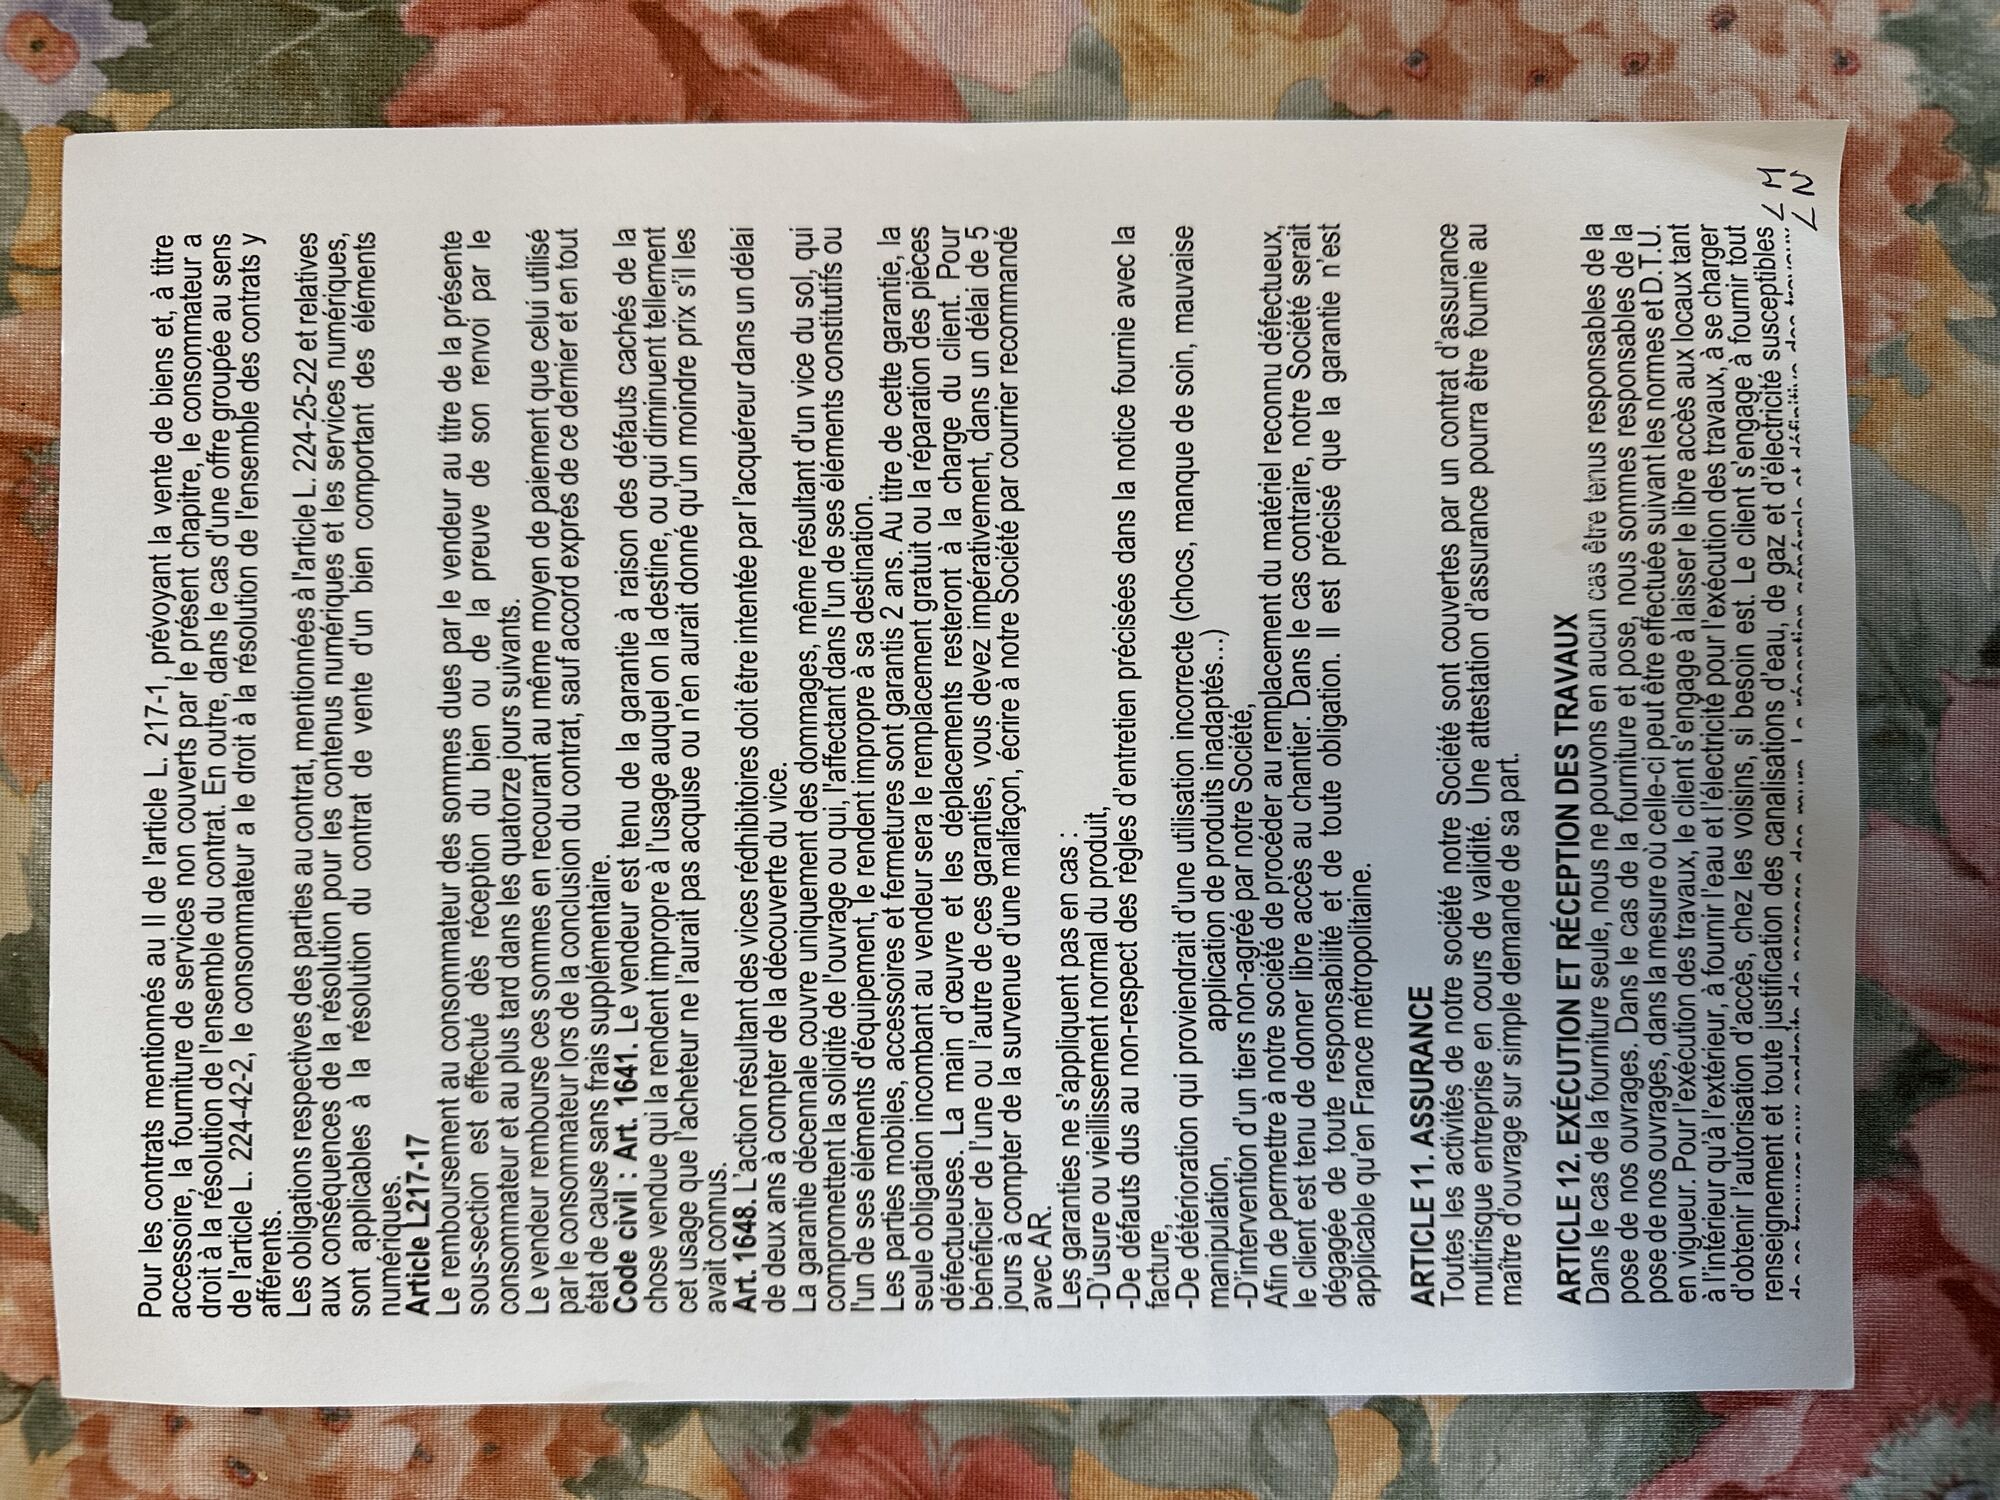 Pour les contrats mentionnés au II de l'article L. 217-1, prévoyant la vente de biens et, à titre
accessoire, la fourniture de services non couverts par le présent chapitre, le consommateur a
droit à la résolution de l'ensemble du contrat. En outre, dans le cas d'une offre groupée au sens
de l'article L. 224-42-2, le consommateur a le droit à la résolution de l'ensemble des contrats y
afférents.
Les obligations respectives des parties au contrat, mentionnées à l'article L. 224-25-22 et relatives
aux conséquences de la résolution pour les contenus numériques et les services numériques,
sont applicables à la résolution du contrat de vente d'un bien comportant des éléments
numériques.
Article L217-17
Le remboursement au consommateur des sommes dues par le vendeur au titre de la présente
sous-section est effectué dès réception du bien ou de la preuve de son renvoi par le
consommateur et au plus tard dans les quatorze jours suivants.
Le vendeur rembourse ces sommes en recourant au même moyen de paiement que celui utilisé
par le consommateur lors de la conclusion du contrat, sauf accord exprès de ce dernier et en tout
état de cause sans frais supplémentaire.
Code civil : Art. 1641. Le vendeur est tenu de la garantie à raison des défauts cachés de la
chose vendue qui la rendent impropre à l'usage auquel on la destine, ou qui diminuent tellement
cet usage que l'acheteur ne l'aurait pas acquise ou n'en aurait donné qu'un moindre prix s'il les
avait connus.
Art. 1648. L'action résultant des vices rédhibitoires doit être intentée par l'acquéreur dans un délai
de deux ans à compter de la découverte du vice.
La garantie décennale couvre uniquement des dommages, même résultant d'un vice du sol, qui
compromettent la solidité de l'ouvrage ou qui, l'affectant dans l'un de ses éléments constitutifs ou
l'un de ses éléments d'équipement, le rendent impropre à sa destination.
Les parties mobiles, accessoires et fermetures sont garantis 2 ans. Au titre de cette garantie, la
seule obligation incombant au vendeur sera le remplacement gratuit ou la réparation des pièces
défectueuses. La main d'œuvre et les déplacements resteront à la charge du client. Pour
bénéficier de l'une ou l'autre de ces garanties, vous devez impérativement, dans un délai de 5
jours à compter de la survenue d'une malfaçon, écrire à notre Société par courrier recommandé
avec AR.
Les garanties ne s'appliquent pas en cas :
-D'usure ou vieillissement normal du produit,
-De défauts dus au non-respect des règles d'entretien précisées dans la notice fournie avec la
facture,
-De détérioration qui proviendrait d'une utilisation incorrecte (chocs, manque de soin, mauvaise
manipulation, application de produits inadaptés…)
-D'intervention d'un tiers non-agréé par notre Société,
Afin de permettre à notre société de procéder au remplacement du matériel reconnu défectueux,
le client est tenu de donner libre accès au chantier. Dans le cas contraire, notre Société serait
dégagée de toute responsabilité et de toute obligation. Il est précisé que la garantie n'est
applicable qu'en France métropolitaine.
ARTICLE 11. ASSURANCE
Toutes les activités de notre société notre Société sont couvertes par un contrat d'assurance
multirisque entreprise en cours de validité. Une attestation d'assurance pourra être fournie au
maître d'ouvrage sur simple demande de sa part.
ARTICLE 12. EXÉCUTION ET RÉCEPTION DES TRAVAUX
Dans le cas de la fourniture seule, nous ne pouvons en aucun cas être tenus responsables de la
pose de nos ouvrages. Dans le cas de la fourniture et pose, nous sommes responsables de la
pose de nos ouvrages, dans la mesure où celle-ci peut être effectuée suivant les normes et D.T.U.
en vigueur. Pour l'exécution des travaux, le client s'engage à laisser le libre accès aux locaux tant
à l'intérieur qu'à l'extérieur, à fournir l'eau et l'électricité pour l'exécution des travaux, à se charger
d'obtenir l'autorisation d'accès, chez les voisins, si besoin est. Le client s'engage à fournir tout
renseignement et toute justification des canalisations d'eau, de gaz et d'électricité susceptibles